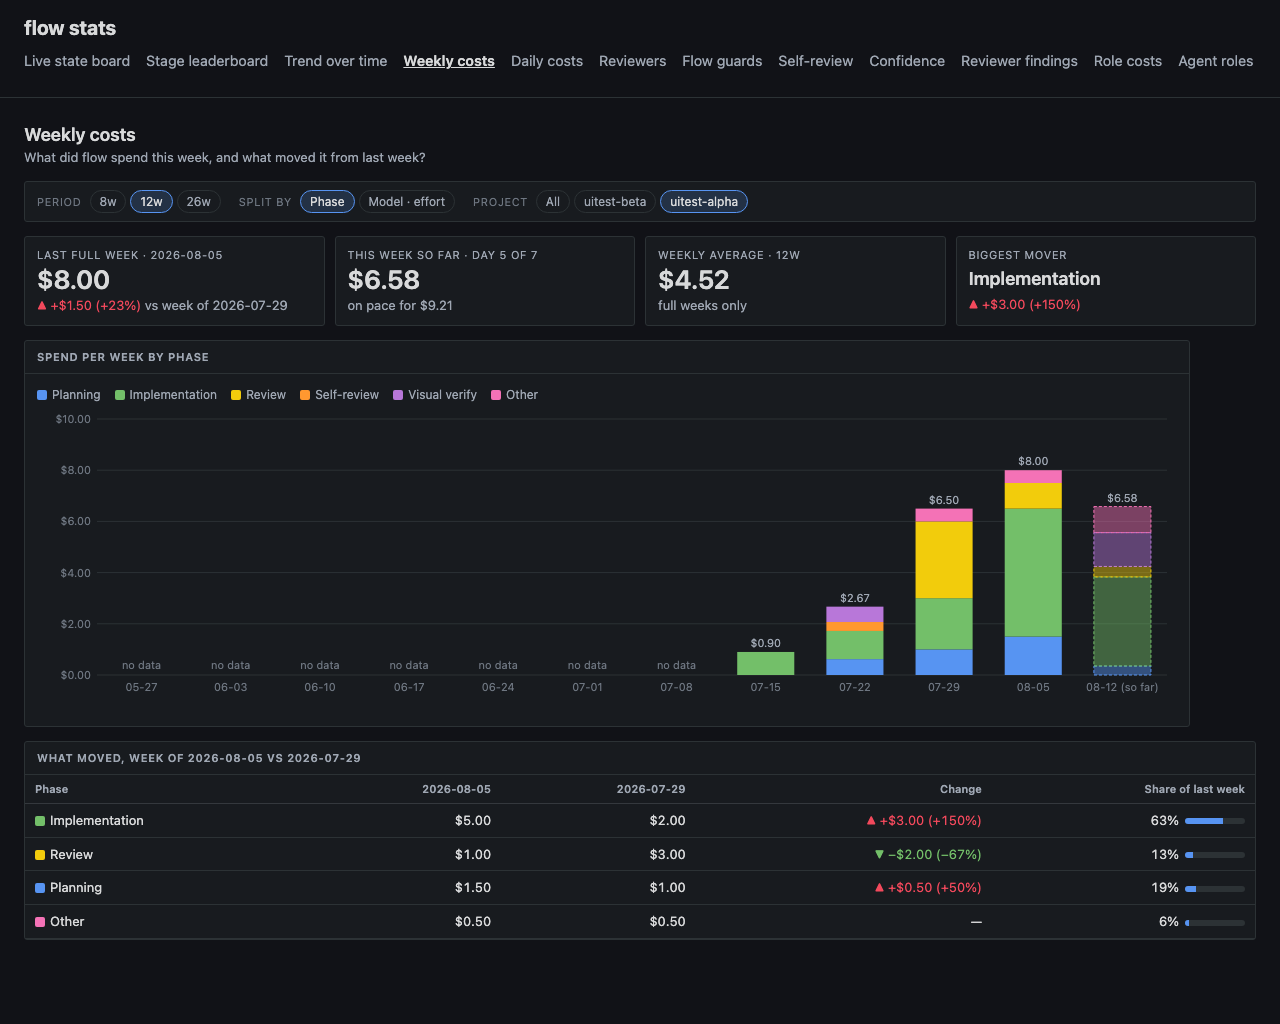 flow stats
Live state board Stage leaderboard Trend over time Weekly costs Daily costs Reviewers Flow guards Self-review Confidence Reviewer findings Role costs Agent roles
Weekly costs
What did flow spend this week, and what moved it from last week?
PERIOD 8w 12w 26w SPLIT BY Phase Model · effort PROJECT All uitest-beta uitest-alpha
LAST FULL WEEK · 2026-08-05
$8.00
▲ +$1.50 (+23%) vs week of 2026-07-29
THIS WEEK SO FAR · DAY 5 OF 7
$6.58
on pace for $9.21
WEEKLY AVERAGE · 12W
$4.52
full weeks only
BIGGEST MOVER
Implementation
▲ +$3.00 (+150%)
SPEND PER WEEK BY PHASE
Planning Implementation Review Self-review Visual verify Other
$10.00
$8.00
$6.00
$4.00
$2.00
$0.00
no data no data no data no data no data no data no data $0.90 $2.67 $6.50 $8.00 $6.58
05-27 06-03 06-10 06-17 06-24 07-01 07-08 07-15 07-22 07-29 08-05 08-12 (so far)
WHAT MOVED, WEEK OF 2026-08-05 VS 2026-07-29
Phase 2026-08-05 2026-07-29 Change Share of last week
Implementation $5.00 $2.00 ▲ +$3.00 (+150%) 63%
Review $1.00 $3.00 ▼ −$2.00 (−67%) 13%
Planning $1.50 $1.00 ▲ +$0.50 (+50%) 19%
Other $0.50 $0.50 — 6%